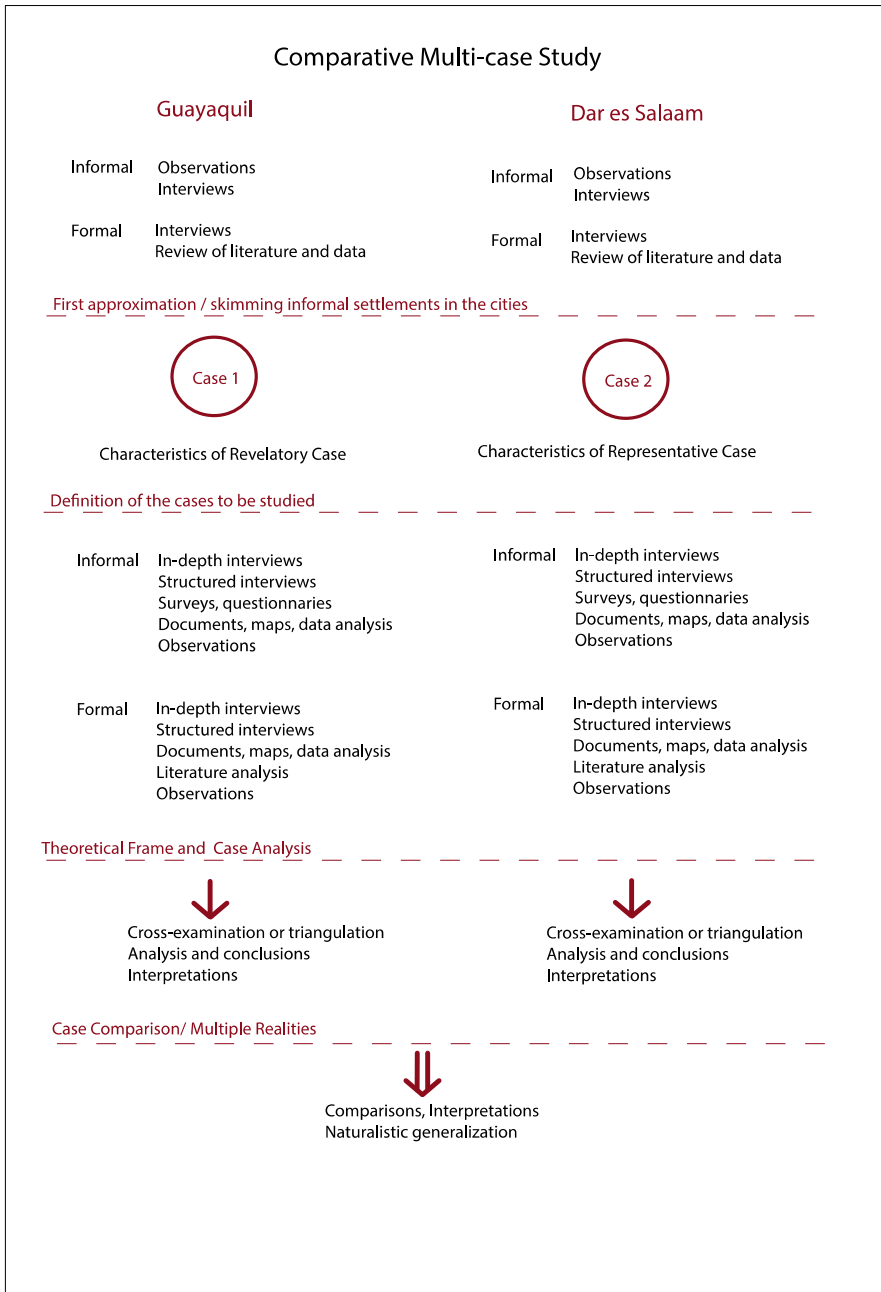 Comparative Multi-case Study
Guayaquil
Dar es Salaam
Informal Observations
Interviews
Formal Interviews
Review of literature and data
Informal Observations
Interviews
Formal Interviews
Review of literature and data
First approximation / skimming informal settlements in the cities
Case 1
Case 2
Characteristics of Revelatory Case
Characteristics of Representative Case
Definition of the cases to be studied
Informal In-depth interviews
Structured interviews
Surveys, questionnaries
Documents, maps, data analysis
Observations
Informal In-depth interviews
Structured interviews
Surveys, questionnaries
Documents, maps, data analysis
Observations
Formal In-depth interviews
Structured interviews
Documents, maps, data analysis
Literature analysis
Observations
Formal In-depth interviews
Structured interviews
Documents, maps, data analysis
Literature analysis
Observations
Theoretical Frame and Case Analysis
Cross-examination or triangulation
Analysis and conclusions
Interpretations
Cross-examination or triangulation
Analysis and conclusions
Interpretations
Case Comparison/ Multiple Realities
Comparisons, Interpretations
Naturalistic generalization